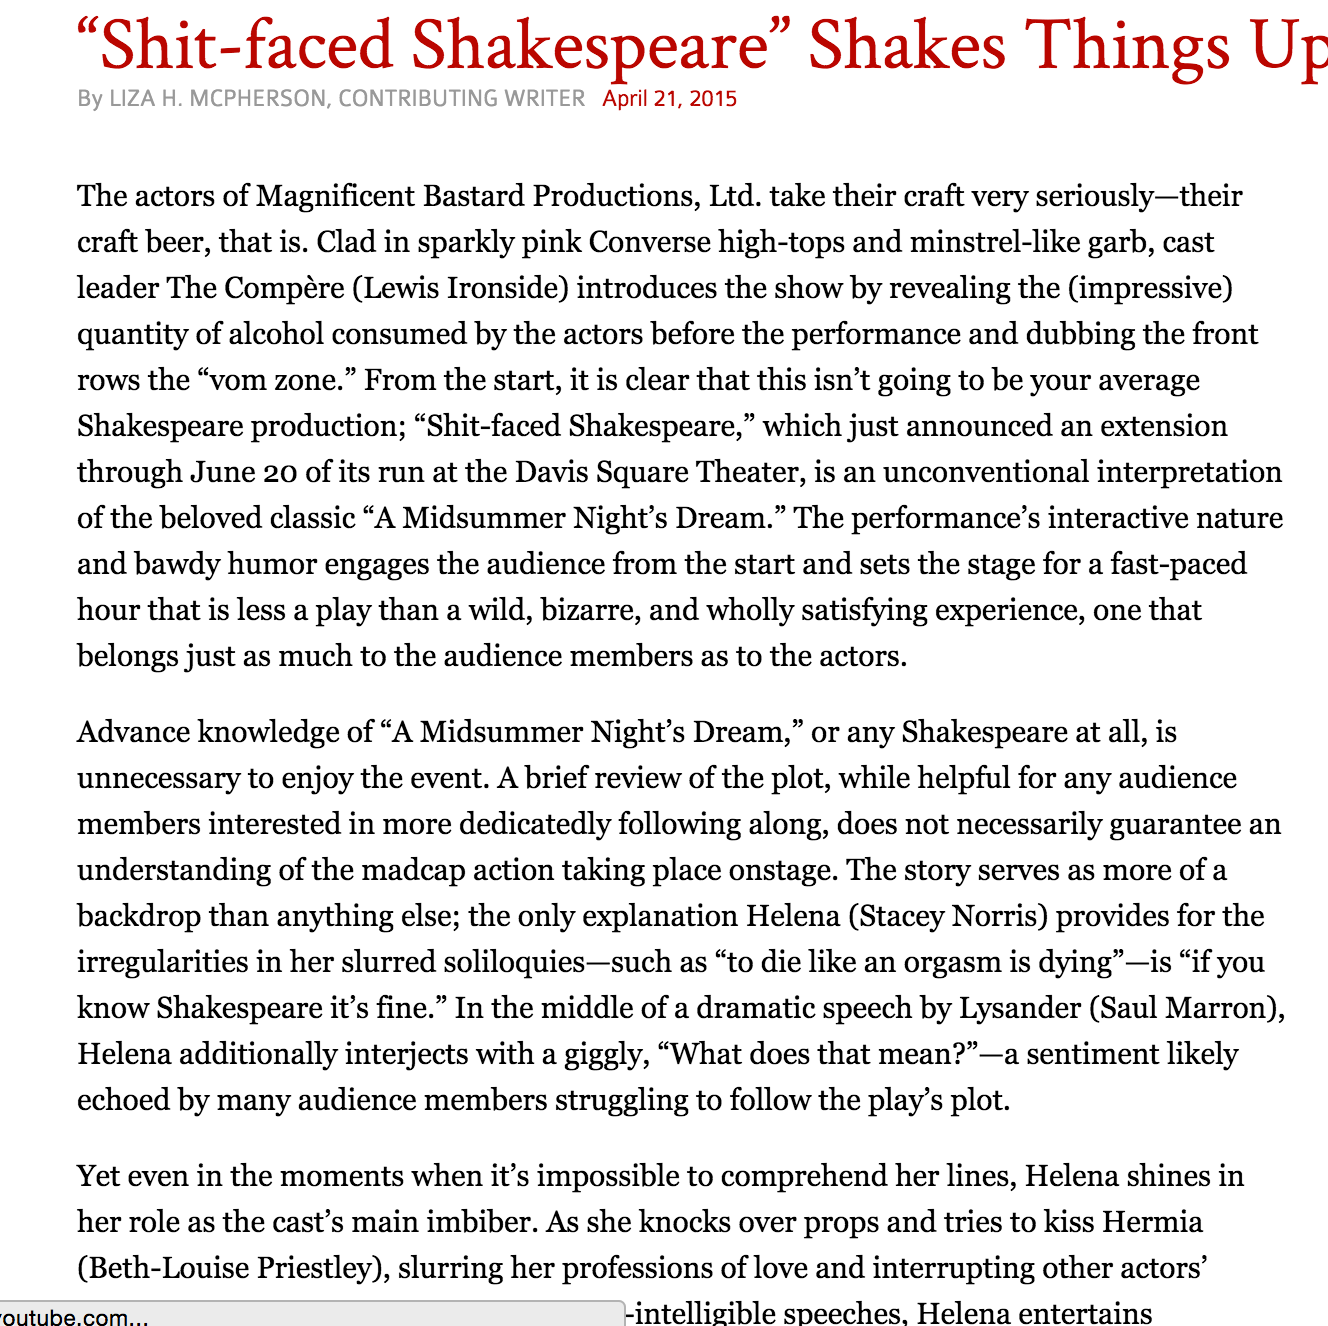 “Shit-faced Shakespeare” Shakes Things Up
By LIZA H. MCPHERSON, CONTRIBUTING WRITER April 21, 2015
The actors of Magnificent Bastard Productions, Ltd. take their craft very seriously—their
craft beer, that is. Clad in sparkly pink Converse high-tops and minstrel-like garb, cast
leader The Compère (Lewis Ironside) introduces the show by revealing the (impressive)
quantity of alcohol consumed by the actors before the performance and dubbing the front
rows the “vom zone.” From the start, it is clear that this isn’t going to be your average
Shakespeare production; “Shit-faced Shakespeare,” which just announced an extension
through June 20 of its run at the Davis Square Theater, is an unconventional interpretation
of the beloved classic “A Midsummer Night’s Dream.” The performance’s interactive nature
and bawdy humor engages the audience from the start and sets the stage for a fast-paced
hour that is less a play than a wild, bizarre, and wholly satisfying experience, one that
belongs just as much to the audience members as to the actors.
Advance knowledge of “A Midsummer Night’s Dream,” or any Shakespeare at all, is
unnecessary to enjoy the event. A brief review of the plot, while helpful for any audience
members interested in more dedicatedly following along, does not necessarily guarantee an
understanding of the madcap action taking place onstage. The story serves as more of a
backdrop than anything else; the only explanation Helena (Stacey Norris) provides for the
irregularities in her slurred soliloquies—such as “to die like an orgasm is dying”—is “if you
know Shakespeare it’s fine.” In the middle of a dramatic speech by Lysander (Saul Marron),
Helena additionally interjects with a giggly, “What does that mean?”—a sentiment likely
echoed by many audience members struggling to follow the play’s plot.
Yet even in the moments when it’s impossible to comprehend her lines, Helena shines in
her role as the cast’s main imbiber. As she knocks over props and tries to kiss Hermia
(Beth-Louise Priestley), slurring her professions of love and interrupting other actors’
-intelligible speeches, Helena entertains
youtube.com...